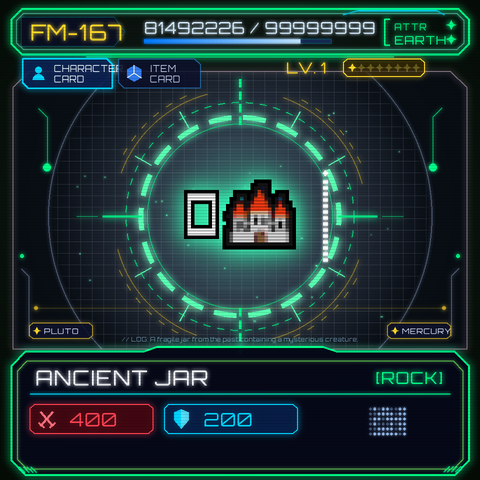 FM-167
81492226 / 99999999
ATTR
EARTH
CHARACTER
CARD
ITEM
CARD
LV.1
0
PLUTO
MERCURY
// LOG: A fragile jar from the past containing a mysterious creature.
ANCIENT JAR
[ROCK]
400
200